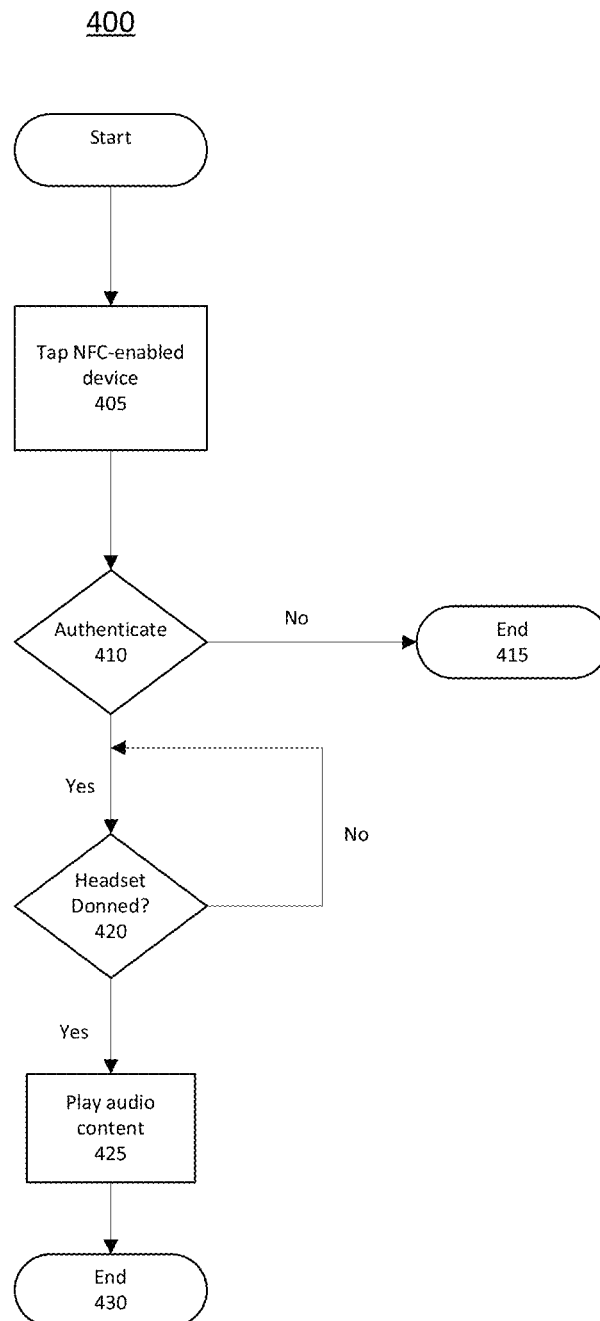 400
Start
Tap NFC-enabled
device
405
Authenticate
410
No
End
415
Yes
No
Headset
Donned?
420
Yes
Play audio
content
425
End
430